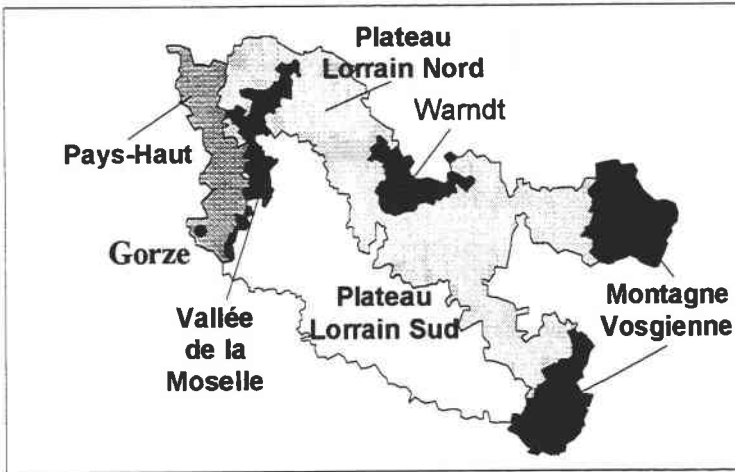 Plateau
Lorrain Nord
Warndt
Pays-Haut
Gorze
Vallée
de la
Moselle
Plateau
Lorrain Sud
Montagne
Vosgienne